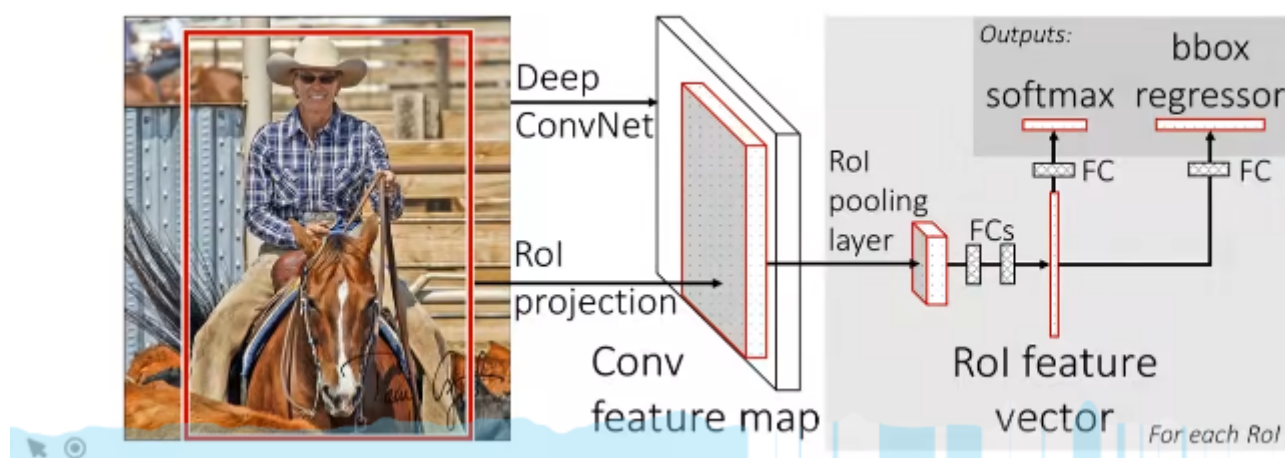 Deep
ConvNet
RoI
projection
Conv
feature map
RoI
pooling
layer
FCs
RoI feature
vector
Outputs:
softmax
bbox
regressor
FC
FC
For each RoI